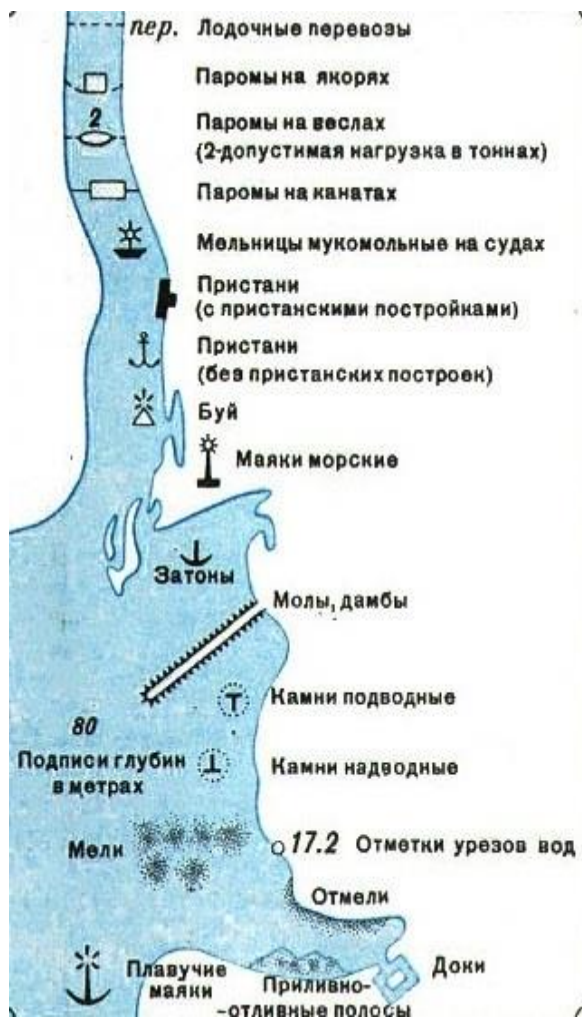 пер. Лодочные перевозы
Паромы на якорях
2
Паромы на веслах
(2-допустимая нагрузка в тоннах)
Паромы на канатах
Мельницы мукомольные на судах
Пристани
(с пристанскими постройками)
Пристани
(без пристанских построек)
Буй
Маяки морские
Затоны
Молы, дамбы
Камни подводные
80
Подписи глубин
в метрах
Камни надводные
Мели
17.2 Отметки урезов вод
Отмели
Плавучие
маяки
Приливно-
-отливные полосы
Доки